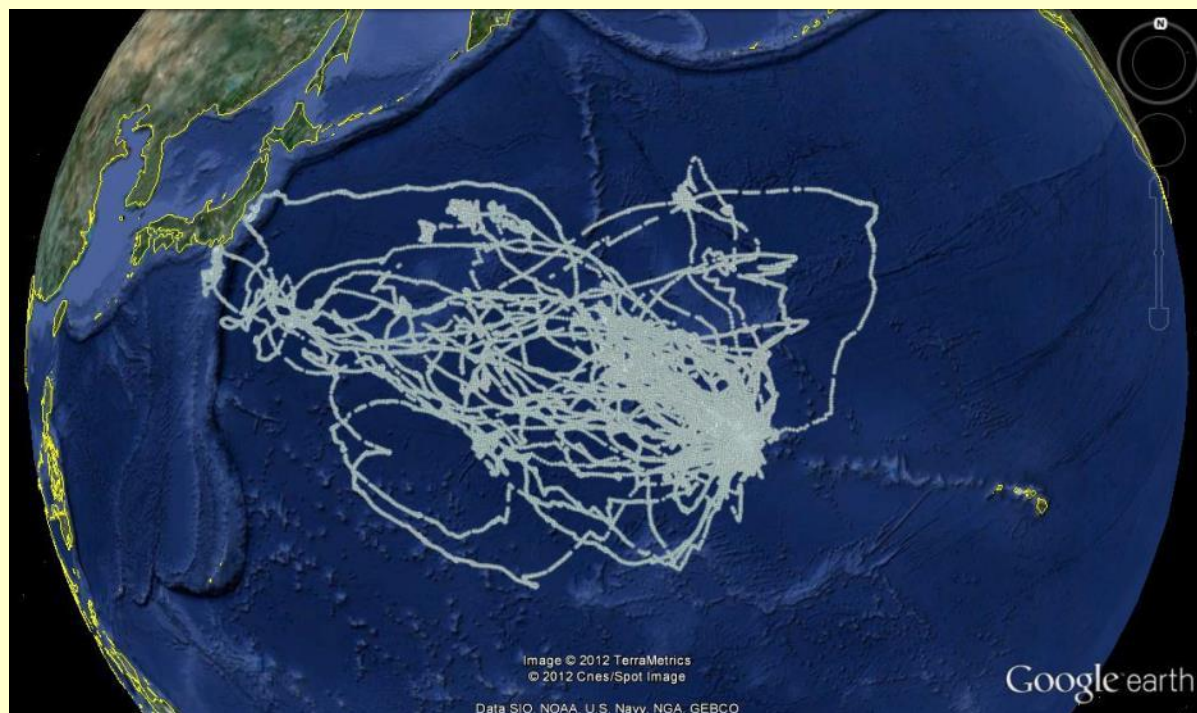 N
Image © 2012 TerraMetrics
© 2012 Cnes/Spot Image
Data SIO, NOAA, U.S. Navy, NGA, GEBCO
Google earth